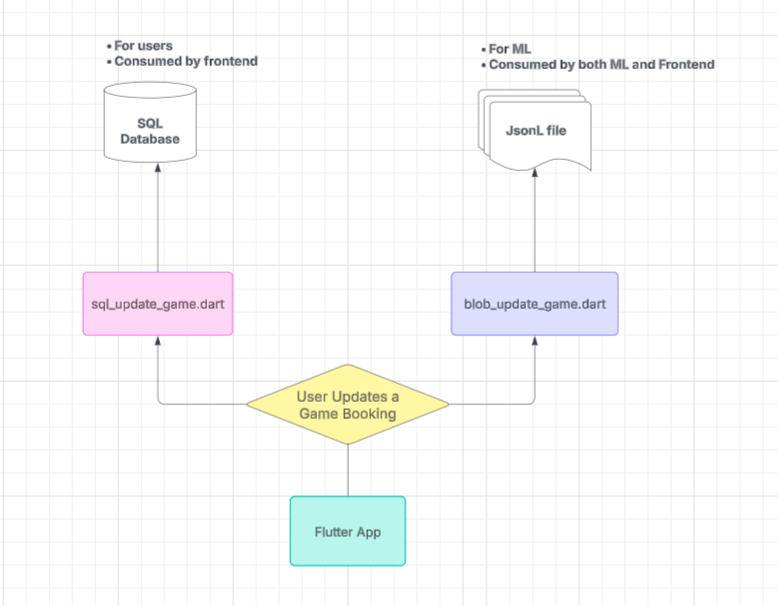 • For users
• Consumed by frontend
• For ML
• Consumed by both ML and Frontend
SQL
Database
JsonL file
sql_update_game.dart
blob_update_game.dart
User Updates a
Game Booking
Flutter App